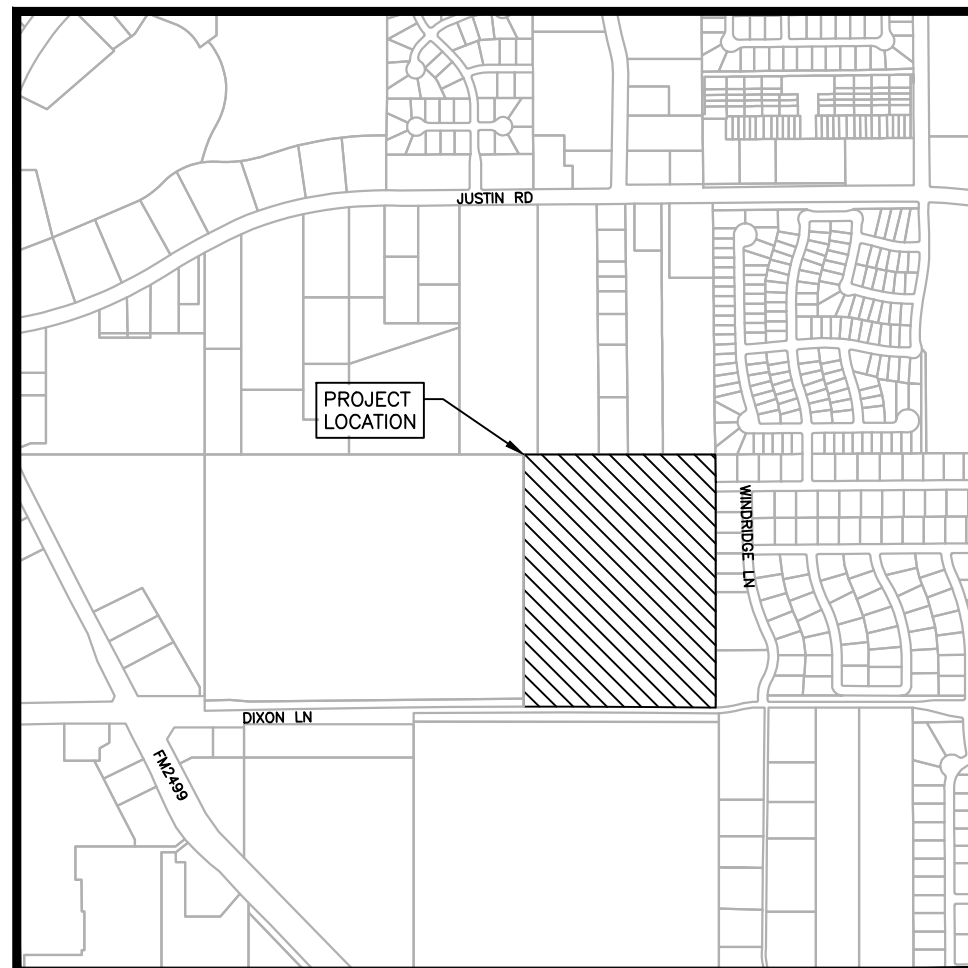 JUSTIN RD
PROJECT
LOCATION
WINDRIDGE LN
DIXON LN
FM2499